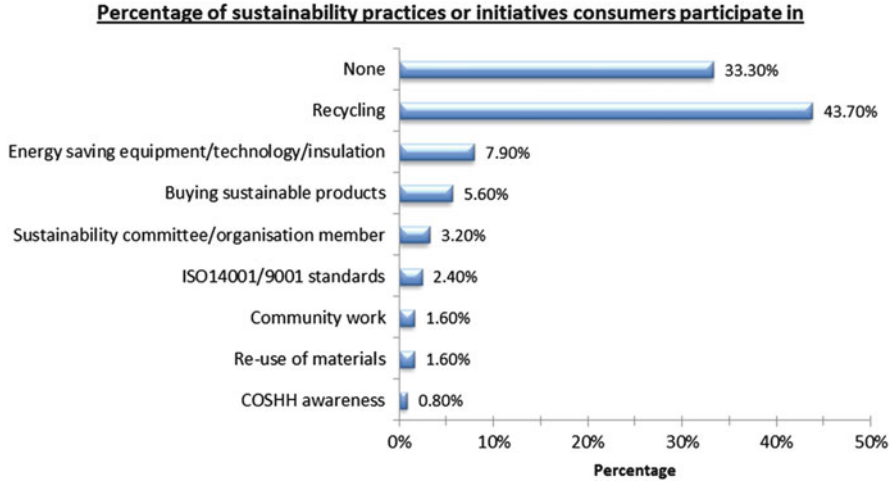 Percentage of sustainability practices or initiatives consumers participate in
None 33.30%
Recycling 43.70%
Energy saving equipment/technology/insulation 7.90%
Buying sustainable products 5.60%
Sustainability committee/organisation member 3.20%
ISO14001/9001 standards 2.40%
Community work 1.60%
Re-use of materials 1.60%
COSHH awareness 0.80%
0% 10% 20% 30% 40% 50%
Percentage